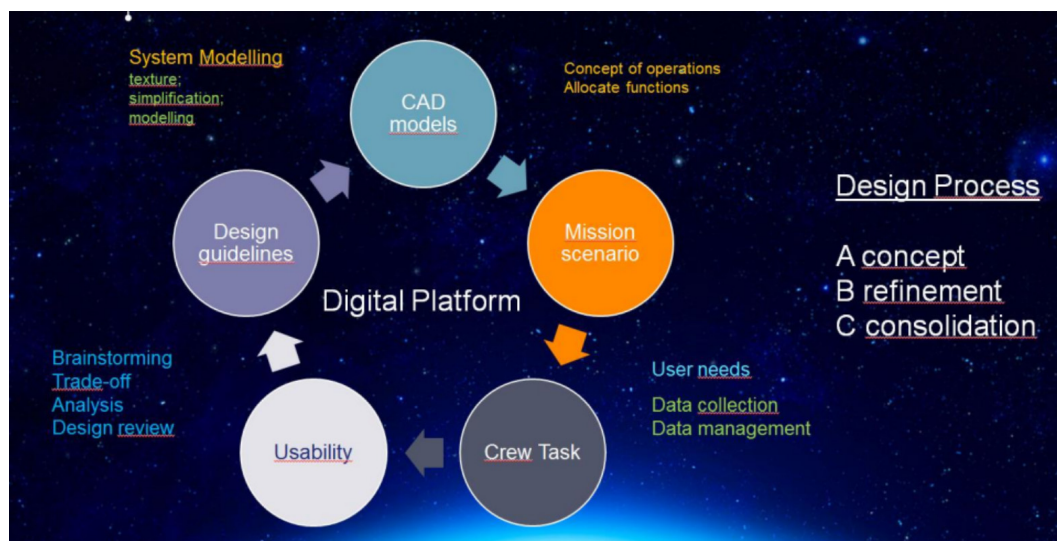 System Modelling
texture;
simplification;
modelling
CAD
models
Concept of operations
Allocate functions
Design
guidelines
Mission
scenario
Digital Platform
Design Process
A concept
B refinement
C consolidation
Brainstorming
Trade-off
Analysis
Design review
Usability
Crew Task
User needs
Data collection
Data management